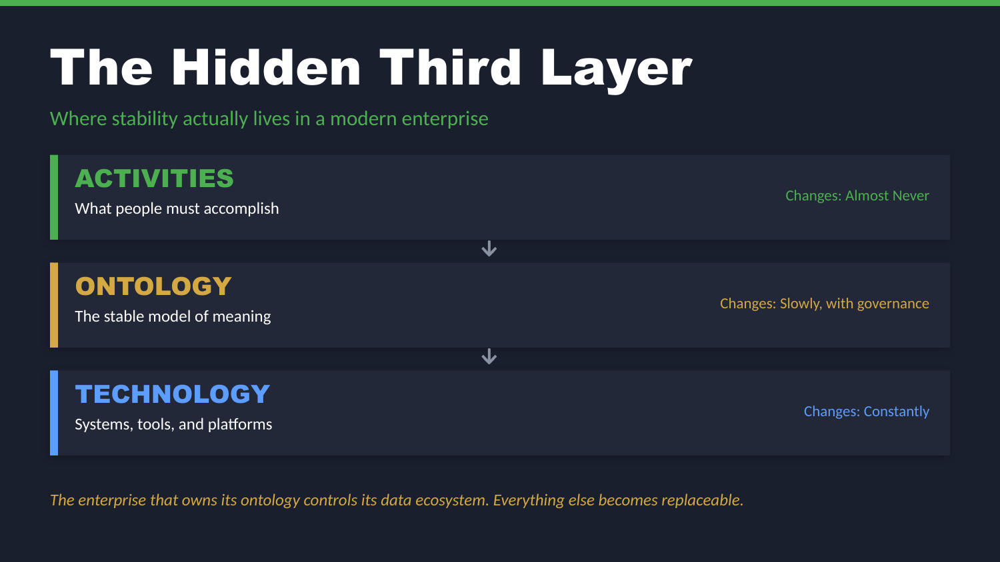 The Hidden Third Layer
Where stability actually lives in a modern enterprise
ACTIVITIES
What people must accomplish
Changes: Almost Never
ONTOLOGY
The stable model of meaning
Changes: Slowly, with governance
TECHNOLOGY
Systems, tools, and platforms
Changes: Constantly
The enterprise that owns its ontology controls its data ecosystem. Everything else becomes replaceable.